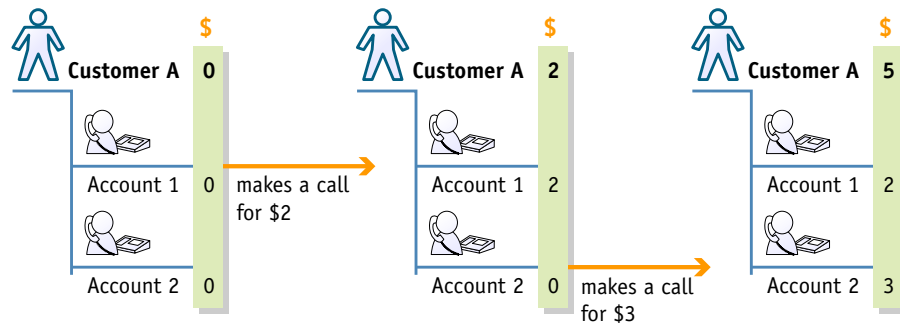 $
Customer A 0
Account 1 0
Account 2 0
makes a call
for $2
$
Customer A 2
Account 1 2
Account 2 0
makes a call
for $3
$
Customer A 5
Account 1 2
Account 2 3